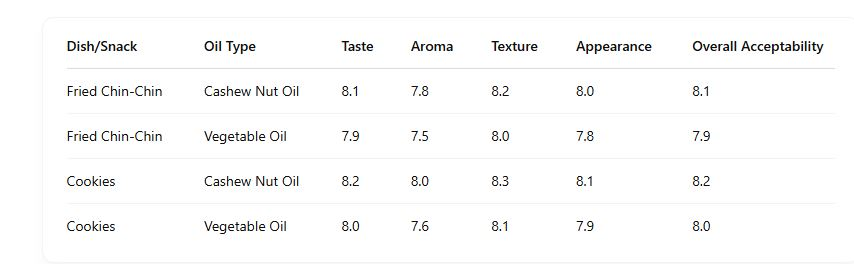 Dish/Snack Oil Type Taste Aroma Texture Appearance Overall Acceptability
Fried Chin-Chin Cashew Nut Oil 8.1 7.8 8.2 8.0 8.1
Fried Chin-Chin Vegetable Oil 7.9 7.5 8.0 7.8 7.9
Cookies Cashew Nut Oil 8.2 8.0 8.3 8.1 8.2
Cookies Vegetable Oil 8.0 7.6 8.1 7.9 8.0